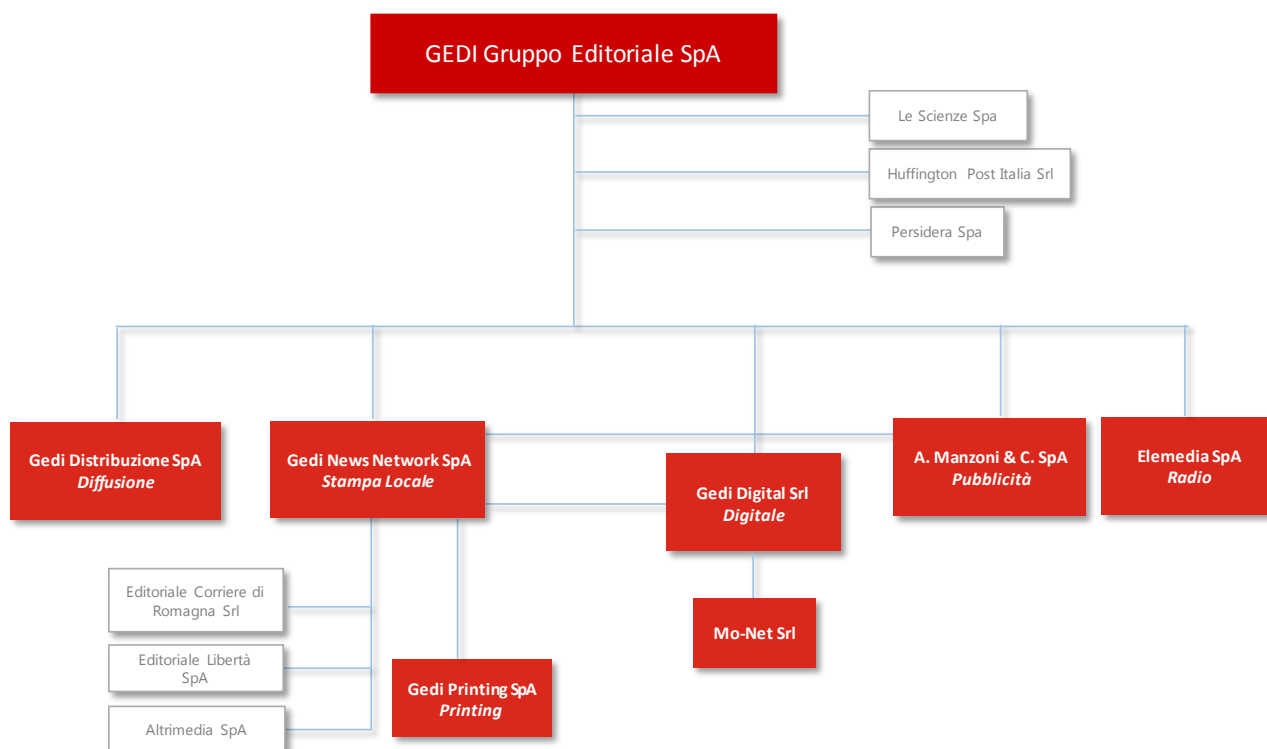 GEDI Gruppo Editoriale SpA
Le Scienze Spa
Huffington Post Italia Srl
Persidera Spa
Gedi Distribuzione SpA
Diffusione
Gedi News Network SpA
Stampa Locale
Gedi Digital Srl
Digitale
A. Manzoni & C. SpA
Pubblicità
Elemedia SpA
Radio
Editoriale Corriere di
Romagna Srl
Editoriale Libertà
SpA
Altrimedia SpA
Gedi Printing SpA
Printing
Mo-Net Srl